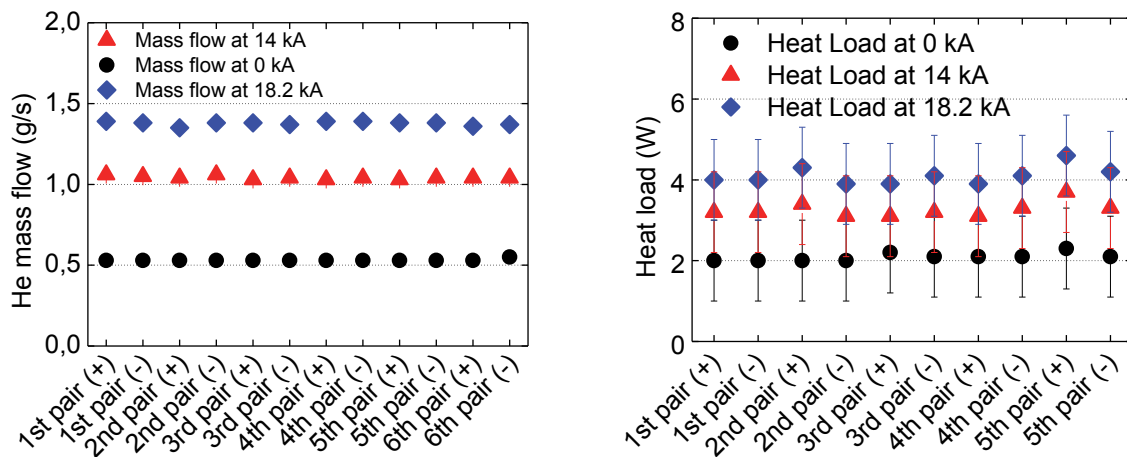 2,0
1,5
1,0
0,5
0,0
He mass flow (g/s)
Mass flow at 14 kA
Mass flow at 0 kA
Mass flow at 18.2 kA
1st pair (+)
1st pair (-)
2nd pair (+)
2nd pair (-)
3rd pair (+)
3rd pair (-)
4th pair (+)
4th pair (-)
5th pair (+)
5th pair (-)
6th pair (+)
6th pair (-)
8
6
4
2
0
Heat load (W)
Heat Load at 0 kA
Heat Load at 14 kA
Heat Load at 18.2 kA
1st pair (+)
1st pair (-)
2nd pair (+)
2nd pair (-)
3rd pair (+)
3rd pair (-)
4th pair (+)
4th pair (-)
5th pair (+)
5th pair (-)